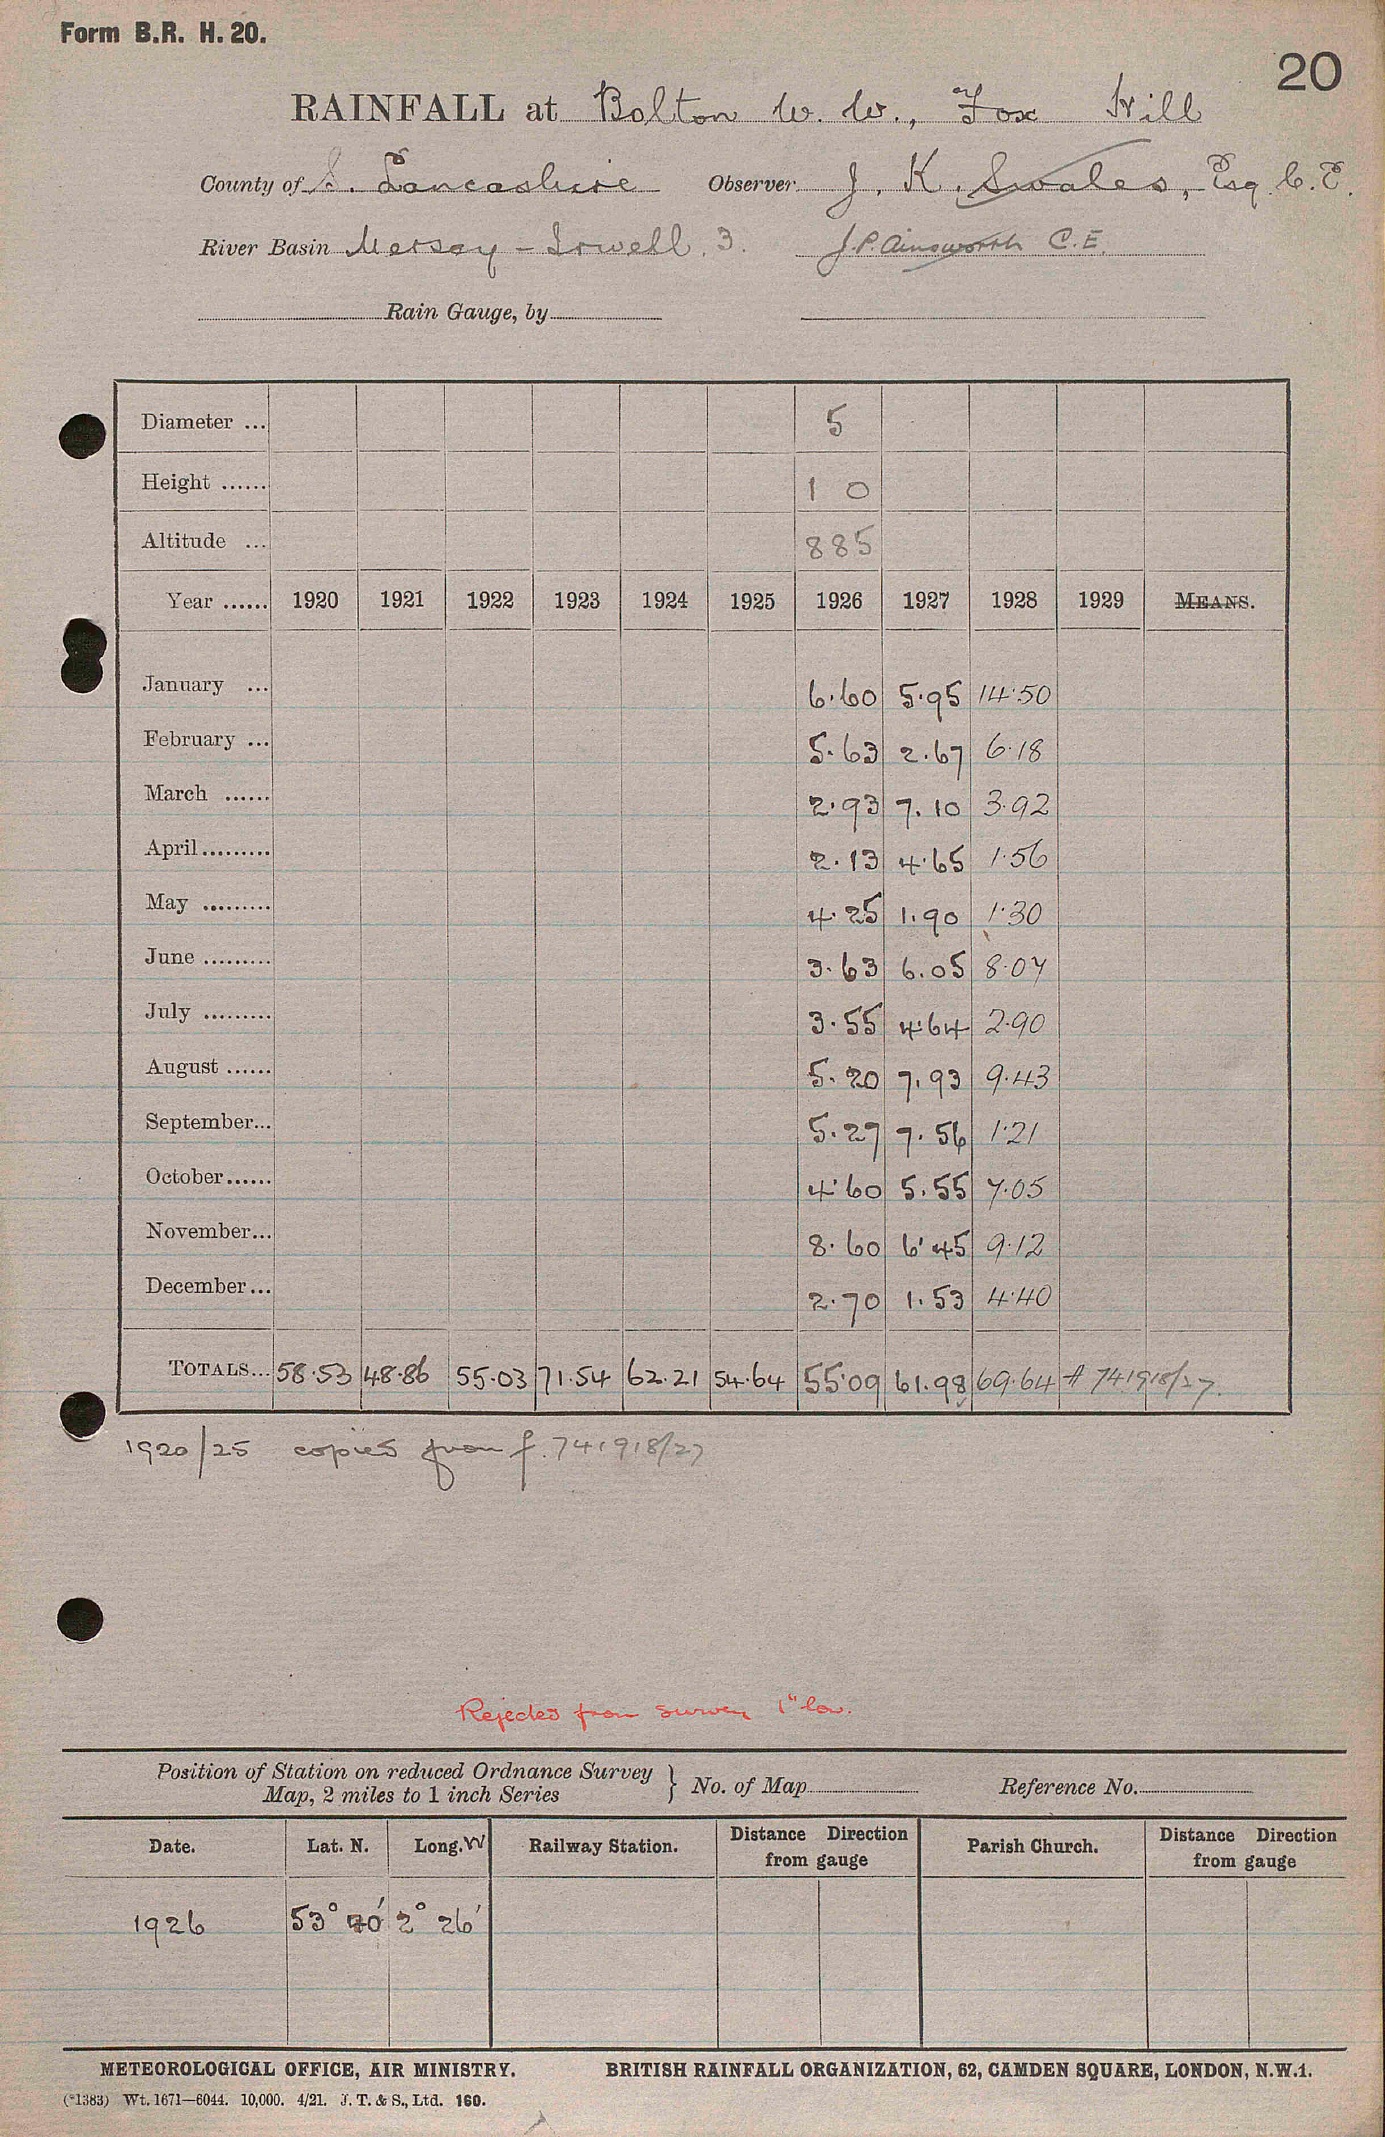 Form B.R. H. 20.
20
RAINFALL at Bolton W. W., Fox Hill
County of S. Lancashire Observer J. K. Swales, Esq. C. E.
River Basin Mersey – Irwell. 3. J.P. Ainsworth C.E.
Rain Gauge, by
Diameter ... 5
Height ...... 1 0
Altitude ... 885
Year ...... 1920 1921 1922 1923 1924 1925 1926 1927 1928 1929 MEANS.
January ... 6.60 5.95 14.50
February ... 5.63 2.67 6.18
March ...... 2.93 7.10 3.92
April......... 2.13 4.65 1.56
May ......... 4.25 1.90 1.30
June ......... 3.63 6.05 8.07
July ......... 3.55 4.64 2.90
August ...... 5.20 7.93 9.43
September... 5.27 7.56 1.21
October...... 4.60 5.55 7.05
November... 8.60 6.45 9.12
December... 2.70 1.53 4.40
TOTALS... 58.53 48.86 55.03 71.54 62.21 54.64 55.09 61.98 69.64 741918/27.
1920/25 copied from f. 741918/27
Rejected from survey 1" low.
Position of Station on reduced Ordnance Survey Map, 2 miles to 1 inch Series } No. of Map Reference No.
Date. Lat. N. Long. W Railway Station. Distance Direction from gauge Parish Church. Distance Direction from gauge
1926 53° 40' 2° 26'
METEOROLOGICAL OFFICE, AIR MINISTRY. BRITISH RAINFALL ORGANIZATION, 62, CAMDEN SQUARE, LONDON, N.W.1.
(*1383) Wt. 1671—6044. 10,000. 4/21. J. T. & S., Ltd. 160.